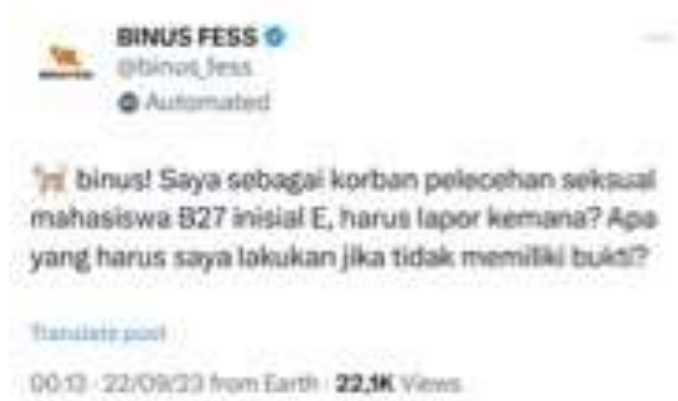 BINUS FESS
@binus_fess
Automated
binus! Saya sebagai korban pelecehan seksual
mahasiswa B27 inisial E, harus lapor kemana? Apa
yang harus saya lakukan jika tidak memiliki bukti?
Translate post
00:13 · 22/09/23 from Earth · 22,1K Views